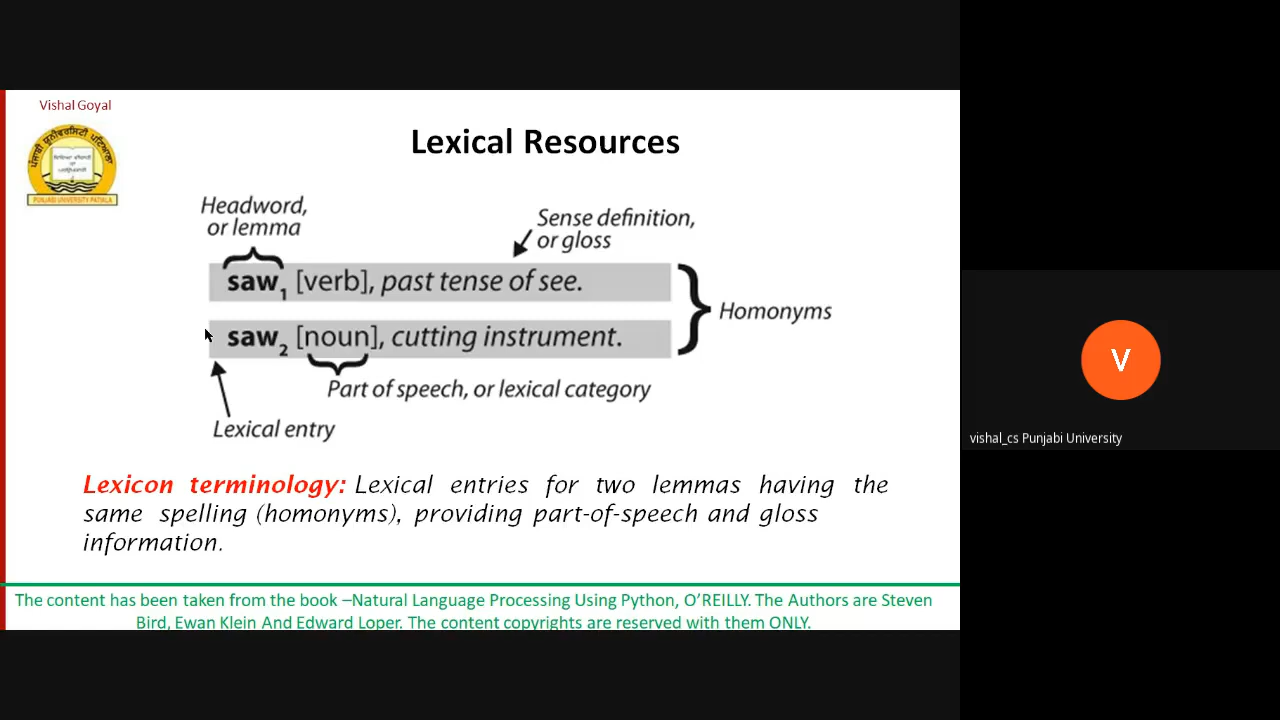 Vishal Goyal
PUNJABI UNIVERSITY PATIALA
Lexical Resources
Headword,
or lemma
Sense definition,
or gloss
saw1 [verb], past tense of see.
saw2 [noun], cutting instrument.
Homonyms
Part of speech, or lexical category
Lexical entry
Lexicon terminology: Lexical entries for two lemmas having the
same spelling (homonyms), providing part-of-speech and gloss
information.
The content has been taken from the book –Natural Language Processing Using Python, O’REILLY. The Authors are Steven
Bird, Ewan Klein And Edward Loper. The content copyrights are reserved with them ONLY.
V
vishal_cs Punjabi University